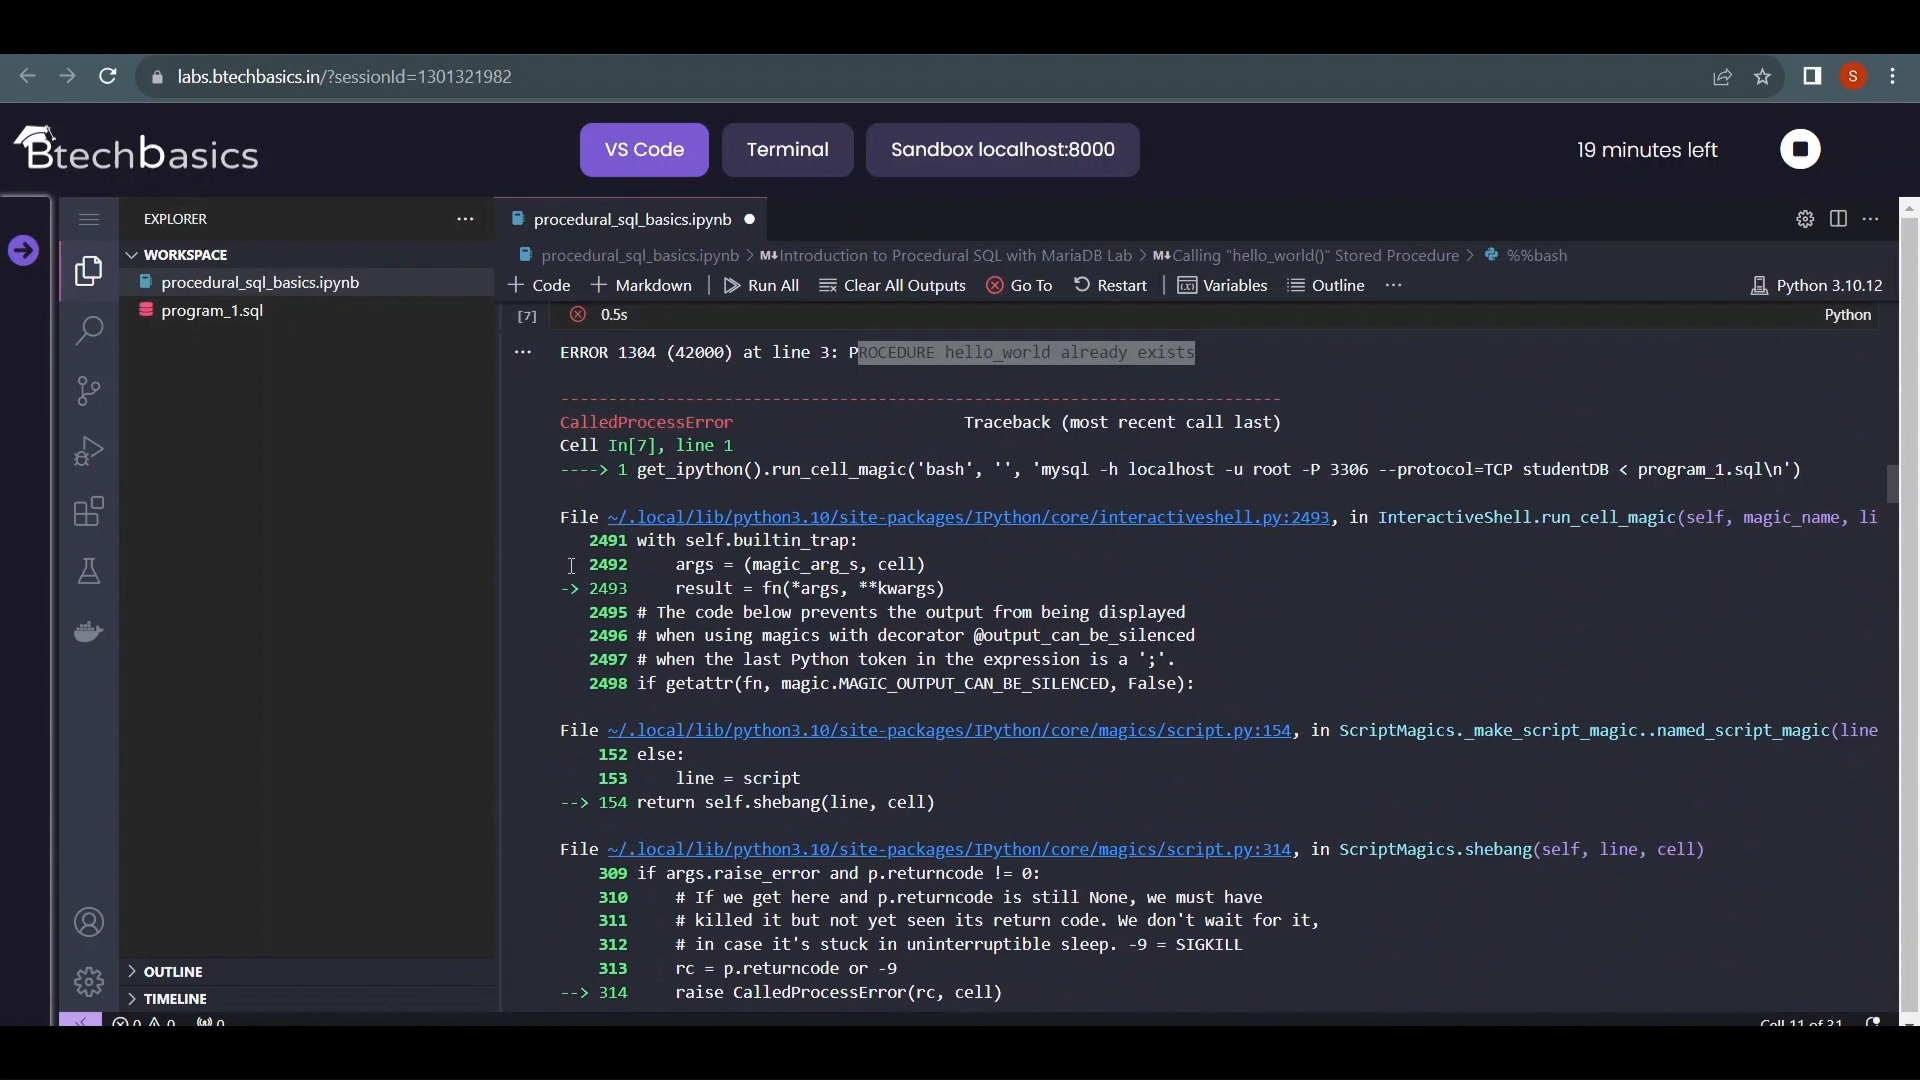 labs.btechbasics.in/?sessionId=1301321982
S
Btechbasics
VS Code
Terminal
Sandbox localhost:8000
19 minutes left
EXPLORER
WORKSPACE
procedural_sql_basics.ipynb
program_1.sql
OUTLINE
TIMELINE
procedural_sql_basics.ipynb
procedural_sql_basics.ipynb > M↓Introduction to Procedural SQL with MariaDB Lab > M↓Calling "hello_world()" Stored Procedure > %%bash
+ Code + Markdown | Run All Clear All Outputs Go To Restart | Variables Outline ...
Python 3.10.12
[7] 0.5s Python
ERROR 1304 (42000) at line 3: PROCEDURE hello_world already exists
---------------------------------------------------------------------------
CalledProcessError Traceback (most recent call last)
Cell In[7], line 1
----> 1 get_ipython().run_cell_magic('bash', '', 'mysql -h localhost -u root -P 3306 --protocol=TCP studentDB < program_1.sql\n')
File ~/.local/lib/python3.10/site-packages/IPython/core/interactiveshell.py:2493, in InteractiveShell.run_cell_magic(self, magic_name, li
2491 with self.builtin_trap:
2492 args = (magic_arg_s, cell)
-> 2493 result = fn(*args, **kwargs)
2495 # The code below prevents the output from being displayed
2496 # when using magics with decorator @output_can_be_silenced
2497 # when the last Python token in the expression is a ';'.
2498 if getattr(fn, magic.MAGIC_OUTPUT_CAN_BE_SILENCED, False):
File ~/.local/lib/python3.10/site-packages/IPython/core/magics/script.py:154, in ScriptMagics._make_script_magic..named_script_magic(line
152 else:
153 line = script
--> 154 return self.shebang(line, cell)
File ~/.local/lib/python3.10/site-packages/IPython/core/magics/script.py:314, in ScriptMagics.shebang(self, line, cell)
309 if args.raise_error and p.returncode != 0:
310 # If we get here and p.returncode is still None, we must have
311 # killed it but not yet seen its return code. We don't wait for it,
312 # in case it's stuck in uninterruptible sleep. -9 = SIGKILL
313 rc = p.returncode or -9
--> 314 raise CalledProcessError(rc, cell)
0 0 0
Cell 11 of 31